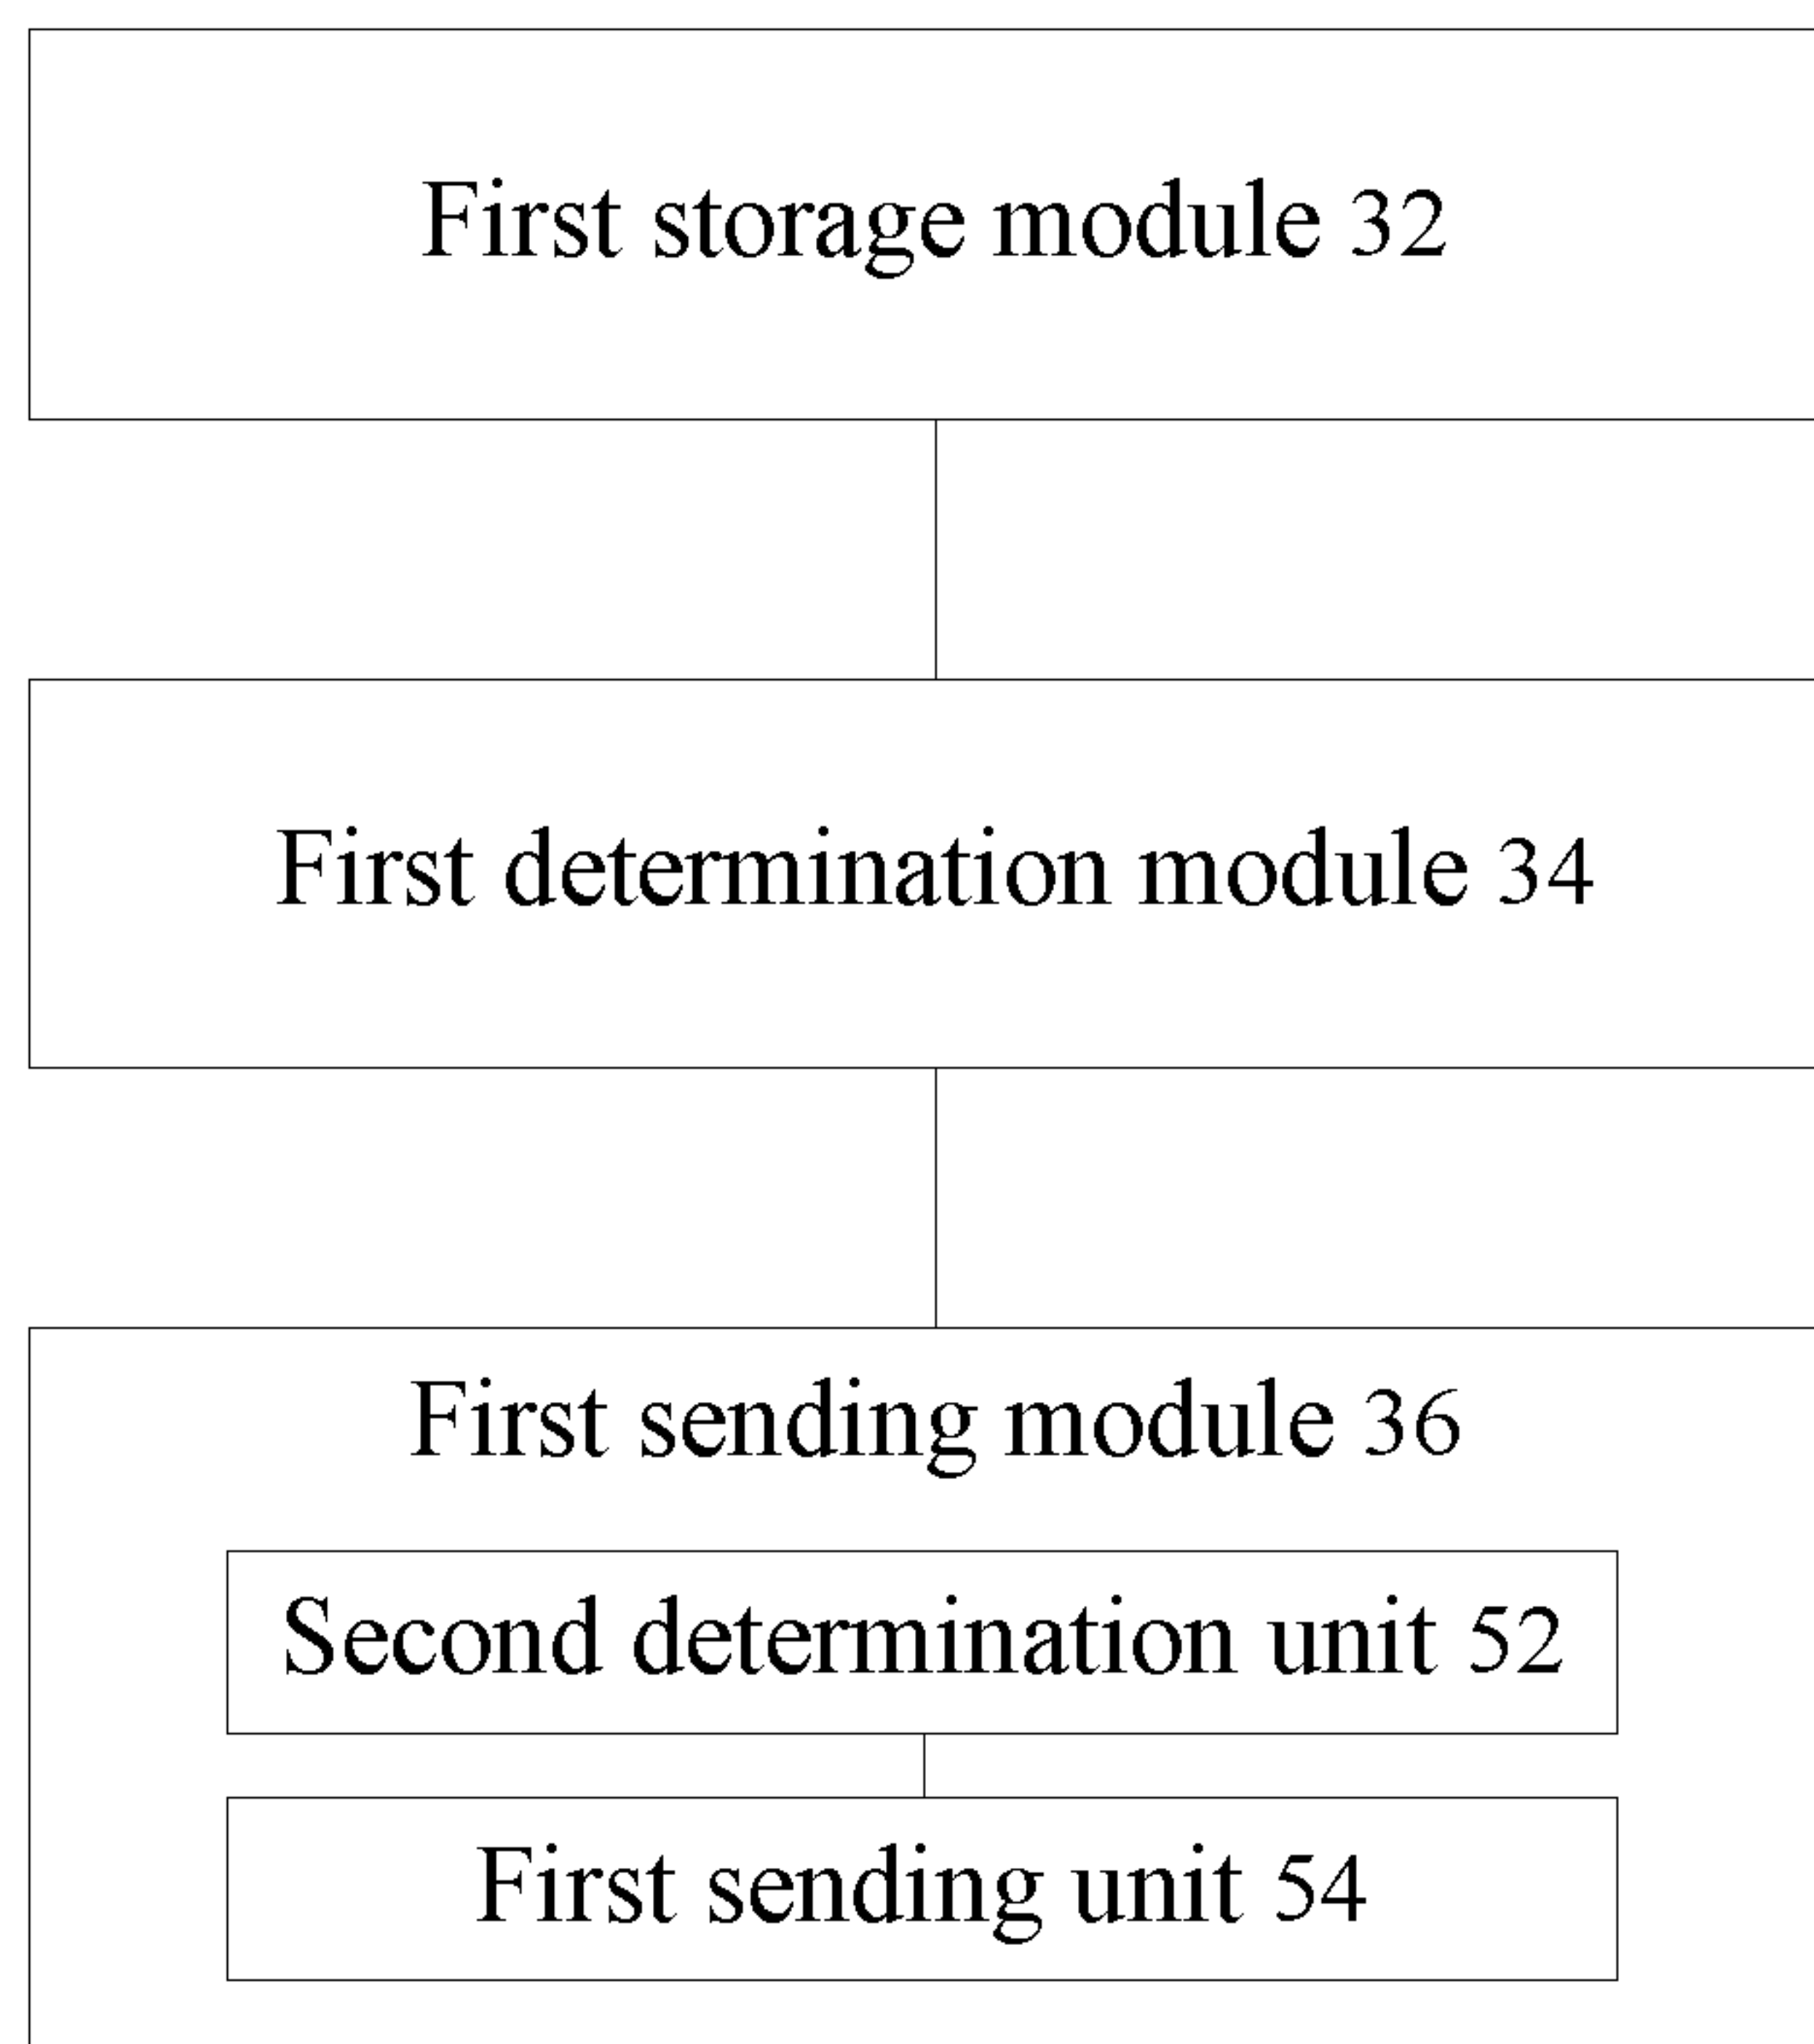 First storage module 32
First determination module 34
First sending module 36
Second determination unit 52
First sending unit 54